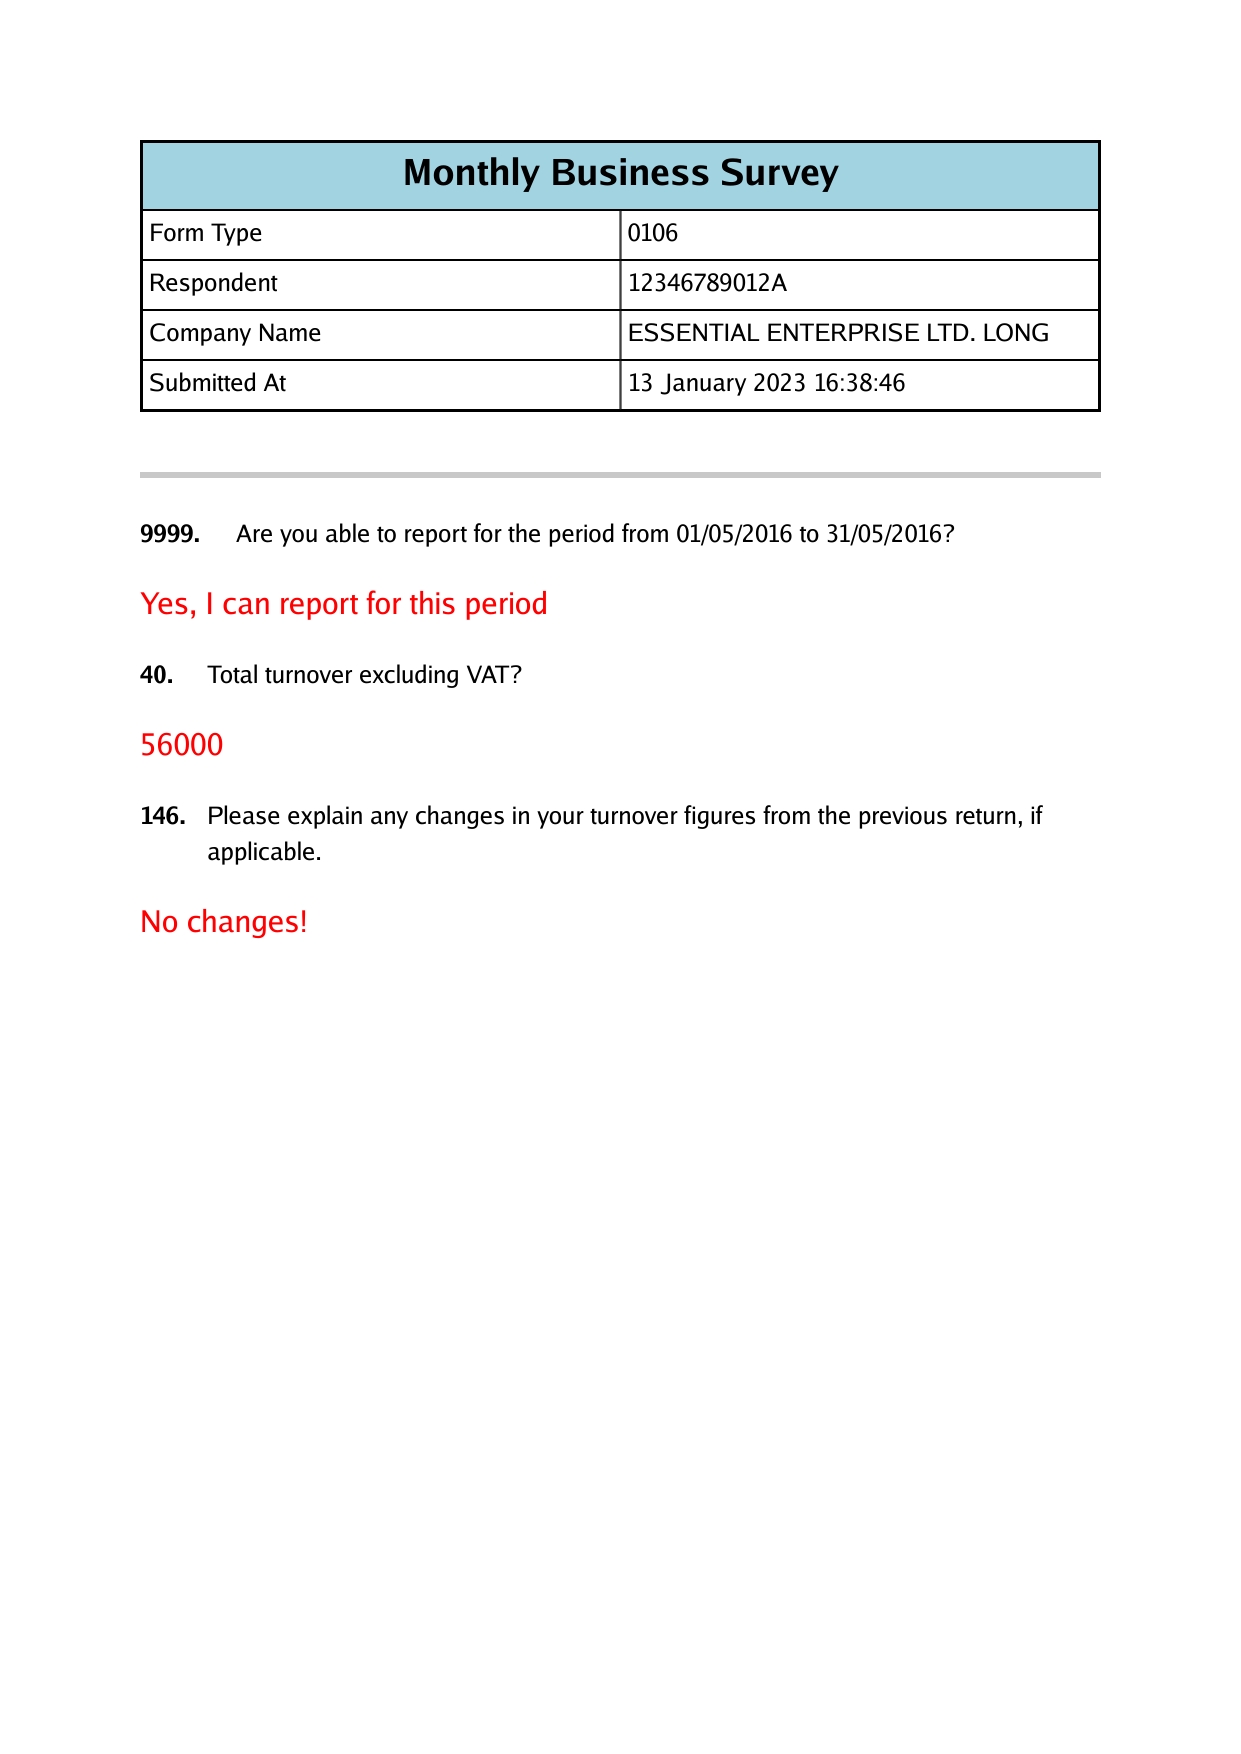 Monthly Business Survey
Form Type 0106
Respondent 12346789012A
Company Name ESSENTIAL ENTERPRISE LTD. LONG
Submitted At 13 January 2023 16:38:46
9999. Are you able to report for the period from 01/05/2016 to 31/05/2016?
Yes, I can report for this period
40. Total turnover excluding VAT?
56000
146. Please explain any changes in your turnover figures from the previous return, if
applicable.
No changes!